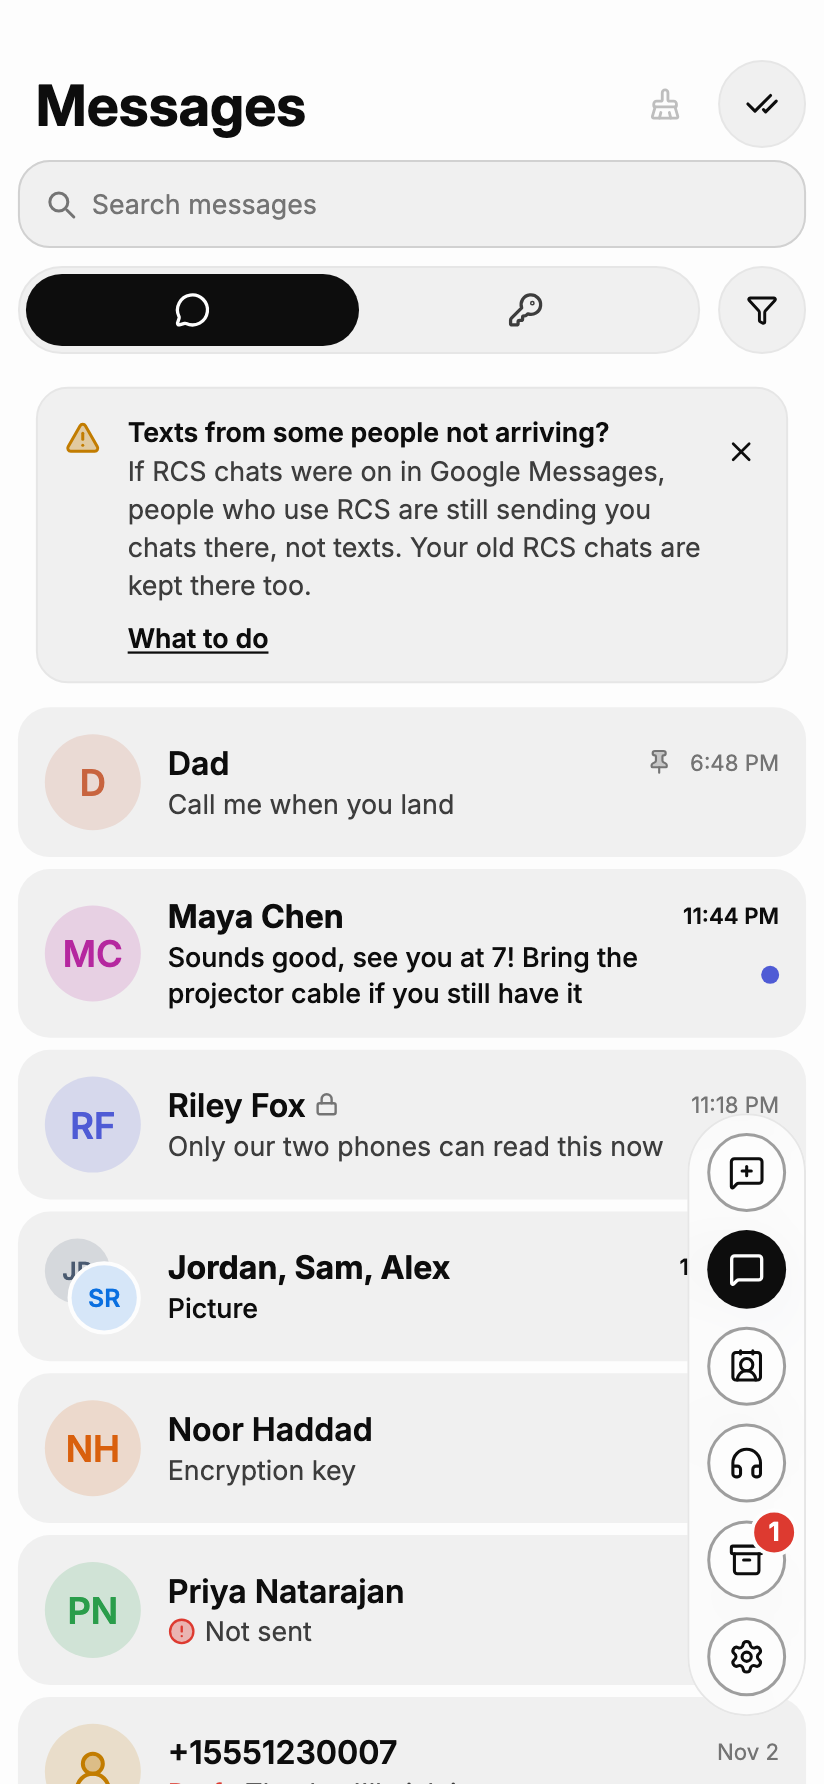 Messages
Search messages
Texts from some people not arriving?
If RCS chats were on in Google Messages,
people who use RCS are still sending you
chats there, not texts. Your old RCS chats are
kept there too.
What to do
D
Dad
6:48 PM
Call me when you land
MC
Maya Chen
11:44 PM
Sounds good, see you at 7! Bring the
projector cable if you still have it
RF
Riley Fox
11:18 PM
Only our two phones can read this now
SR
Jordan, Sam, Alex
Picture
NH
Noor Haddad
Encryption key
1
PN
Priya Natarajan
Not sent
+15551230007
Nov 2